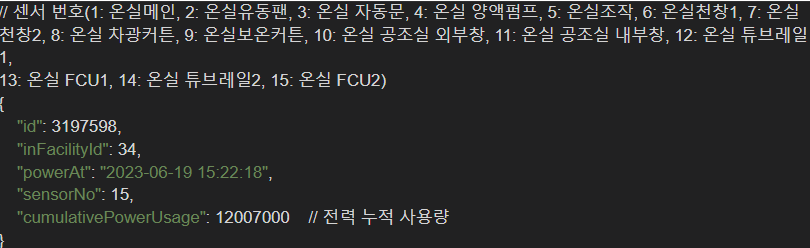 // 센서 번호(1: 온실메인, 2: 온실유동팬, 3: 온실 자동문, 4: 온실 양액펌프, 5: 온실조작, 6: 온실천창1, 7: 온실
천창2, 8: 온실 차광커튼, 9: 온실보온커튼, 10: 온실 공조실 외부창, 11: 온실 공조실 내부창, 12: 온실 튜브레일
1,
13: 온실 FCU1, 14: 온실 튜브레일2, 15: 온실 FCU2)
{
"id": 3197598,
"inFacilityId": 34,
"powerAt": "2023-06-19 15:22:18",
"sensorNo": 15,
"cumulativePowerUsage": 12007000 // 전력 누적 사용량
}